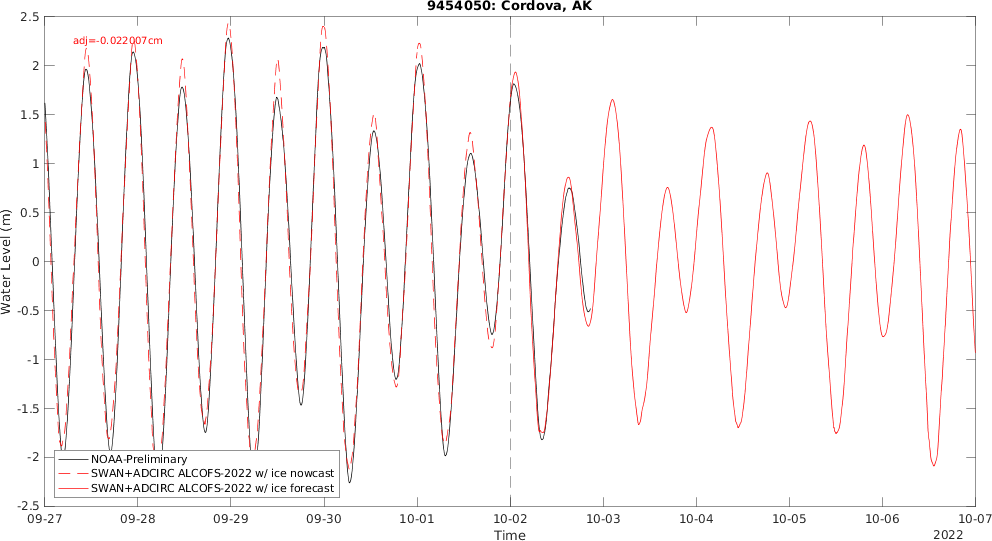 9454050: Cordova, AK
adj=-0.022007cm
2.5
2
1.5
1
0.5
0
-0.5
-1
-1.5
-2
-2.5
Water Level (m)
NOAA-Preliminary
SWAN+ADCIRC ALCOFS-2022 w/ ice nowcast
SWAN+ADCIRC ALCOFS-2022 w/ ice forecast
09-27 09-28 09-29 09-30 10-01 10-02 10-03 10-04 10-05 10-06 10-07
Time
2022